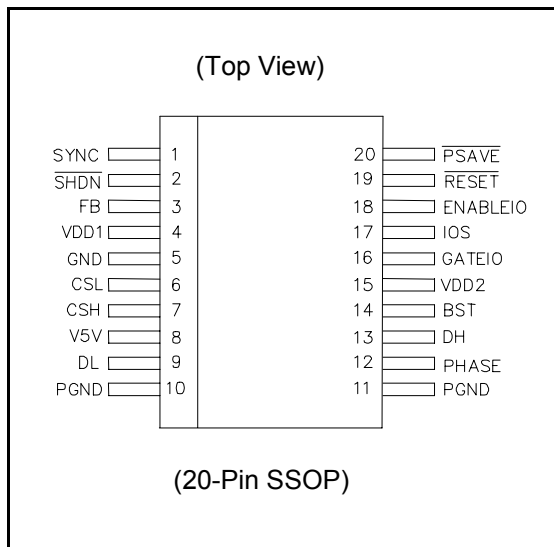 (Top View)
SYNC 1 20 PSAVE
SHDN 2 19 RESET
FB 3 18 ENABLEIO
VDD1 4 17 IOS
GND 5 16 GATEIO
CSL 6 15 VDD2
CSH 7 14 BST
V5V 8 13 DH
DL 9 12 PHASE
PGND 10 11 PGND
(20-Pin SSOP)